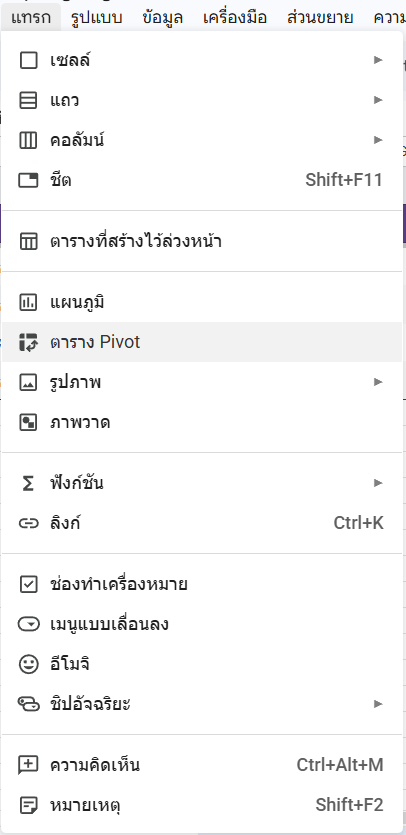 แทรก รูปแบบ ข้อมูล เครื่องมือ ส่วนขยาย ความ
เซลล์
แถว
คอลัมน์
ชีต Shift+F11
ตารางที่สร้างไว้ล่วงหน้า
แผนภูมิ
ตาราง Pivot
รูปภาพ
ภาพวาด
ฟังก์ชัน
ลิงก์ Ctrl+K
ช่องทำเครื่องหมาย
เมนูแบบเลื่อนลง
อีโมจิ
ชิปอัจฉริยะ
ความคิดเห็น Ctrl+Alt+M
หมายเหตุ Shift+F2